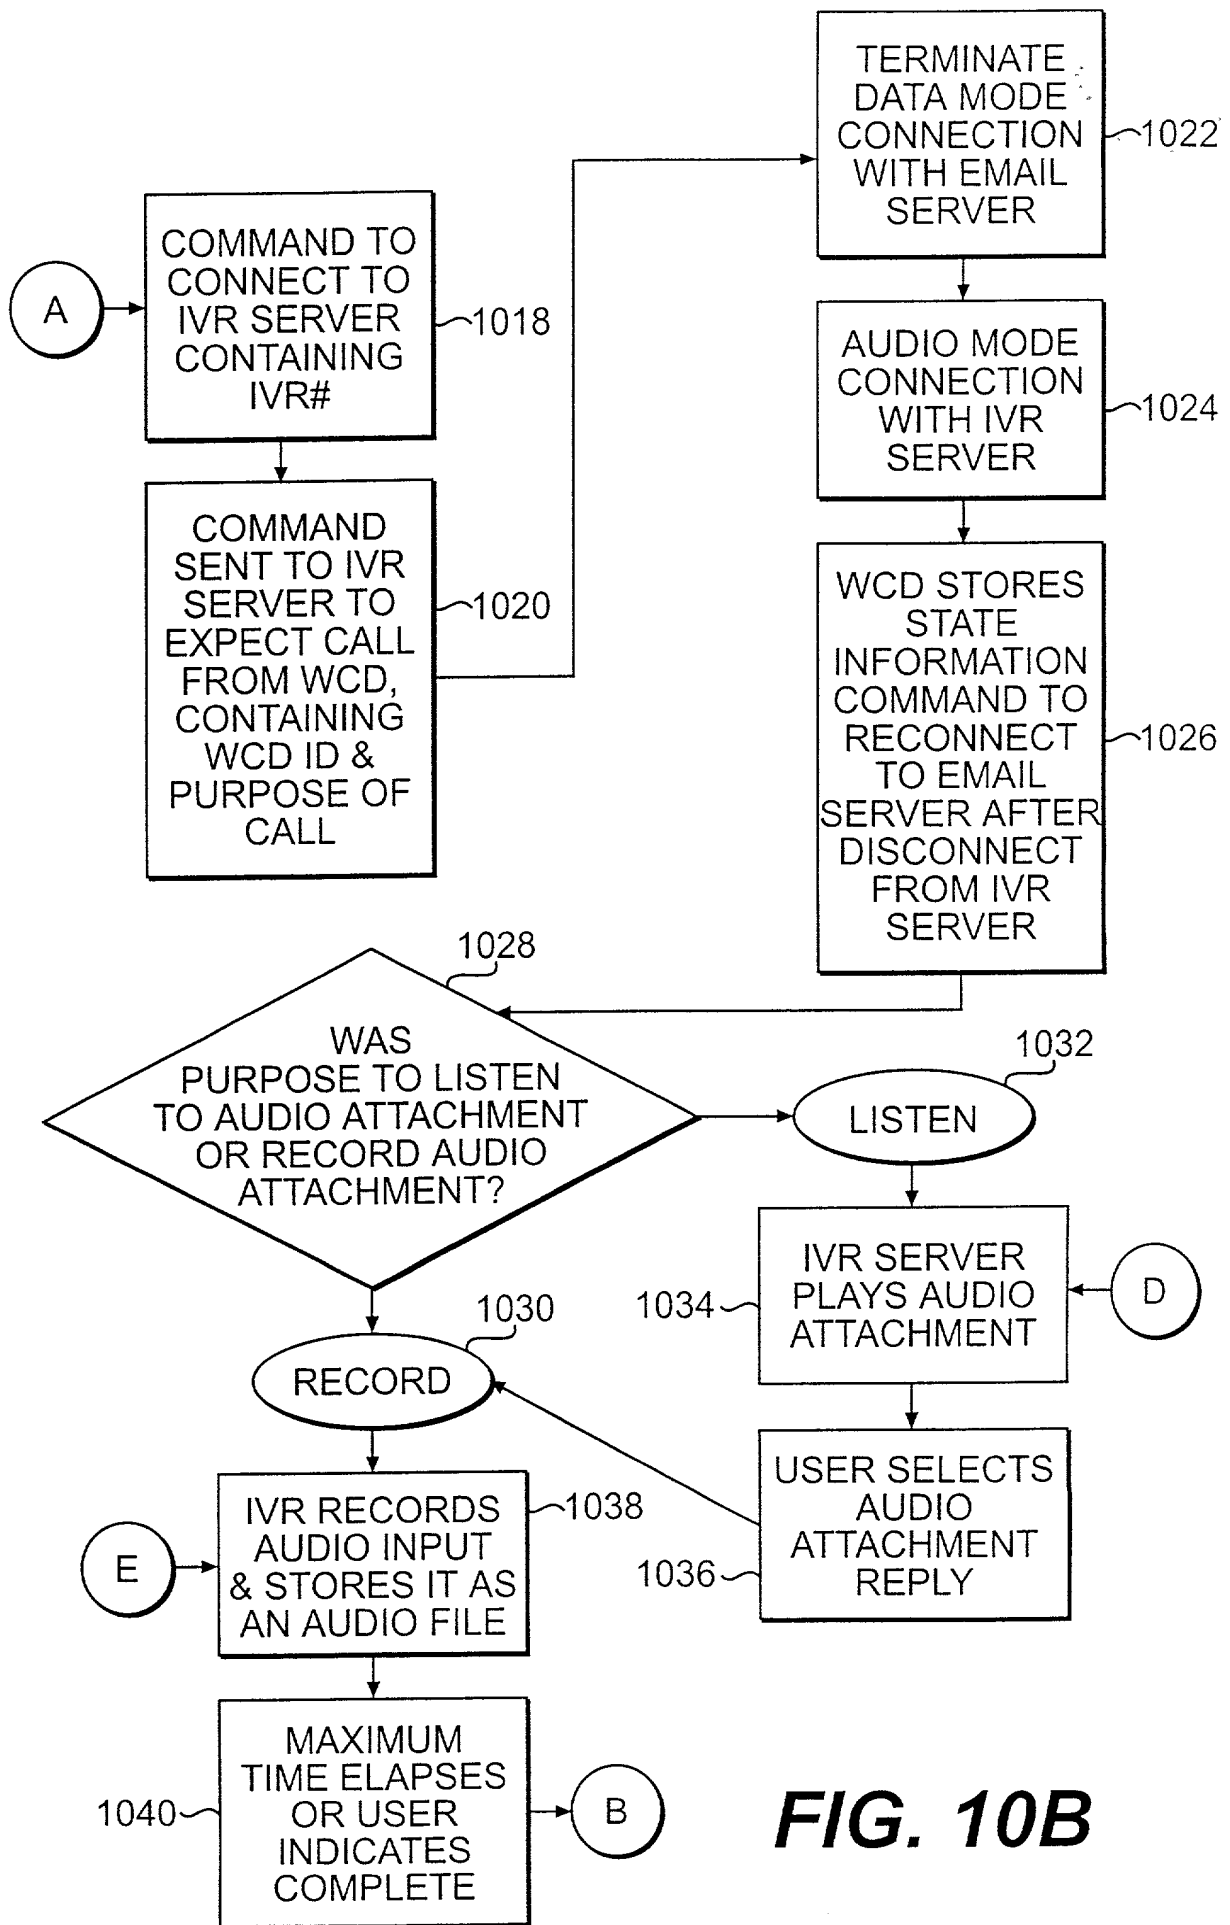 A
COMMAND TO
CONNECT TO
IVR SERVER
CONTAINING
IVR#
1018
COMMAND
SENT TO IVR
SERVER TO
EXPECT CALL
FROM WCD,
CONTAINING
WCD ID &
PURPOSE OF
CALL
1020
TERMINATE
DATA MODE
CONNECTION
WITH EMAIL
SERVER
1022
AUDIO MODE
CONNECTION
WITH IVR
SERVER
1024
WCD STORES
STATE
INFORMATION
COMMAND TO
RECONNECT
TO EMAIL
SERVER AFTER
DISCONNECT
FROM IVR
SERVER
1026
1028
WAS
PURPOSE TO LISTEN
TO AUDIO ATTACHMENT
OR RECORD AUDIO
ATTACHMENT?
1032
LISTEN
IVR SERVER
PLAYS AUDIO
ATTACHMENT
1034
D
USER SELECTS
AUDIO
ATTACHMENT
REPLY
1036
1030
RECORD
IVR RECORDS
AUDIO INPUT
& STORES IT AS
AN AUDIO FILE
1038
E
MAXIMUM
TIME ELAPSES
OR USER
INDICATES
COMPLETE
1040
B
FIG. 10B